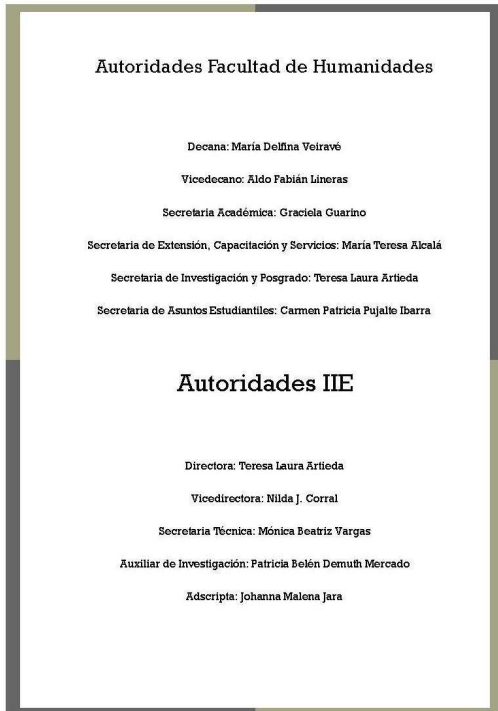 Autoridades Facultad de Humanidades
Decana: María Delfina Veiravé
Vicedecano: Aldo Fabián Lineras
Secretaria Académica: Graciela Guarino
Secretaria de Extensión, Capacitación y Servicios: María Teresa Alcalá
Secretaria de Investigación y Posgrado: Teresa Laura Artieda
Secretaria de Asuntos Estudiantiles: Carmen Patricia Pujalte Ibarra
Autoridades IIE
Directora: Teresa Laura Artieda
Vicedirectora: Nilda J. Corral
Secretaria Técnica: Mónica Beatriz Vargas
Auxiliar de Investigación: Patricia Belén Demuth Mercado
Adscripta: Johanna Malena Jara